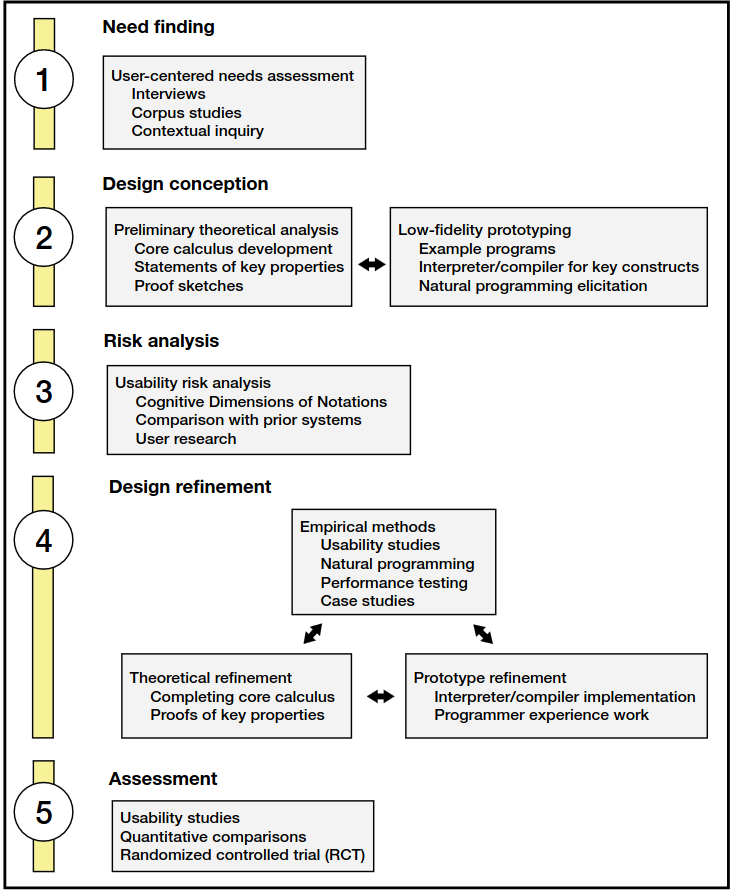 Need finding
1
User-centered needs assessment
Interviews
Corpus studies
Contextual inquiry
Design conception
2
Preliminary theoretical analysis
Core calculus development
Statements of key properties
Proof sketches
Low-fidelity prototyping
Example programs
Interpreter/compiler for key constructs
Natural programming elicitation
Risk analysis
3
Usability risk analysis
Cognitive Dimensions of Notations
Comparison with prior systems
User research
Design refinement
4
Empirical methods
Usability studies
Natural programming
Performance testing
Case studies
Theoretical refinement
Completing core calculus
Proofs of key properties
Prototype refinement
Interpreter/compiler implementation
Programmer experience work
Assessment
5
Usability studies
Quantitative comparisons
Randomized controlled trial (RCT)